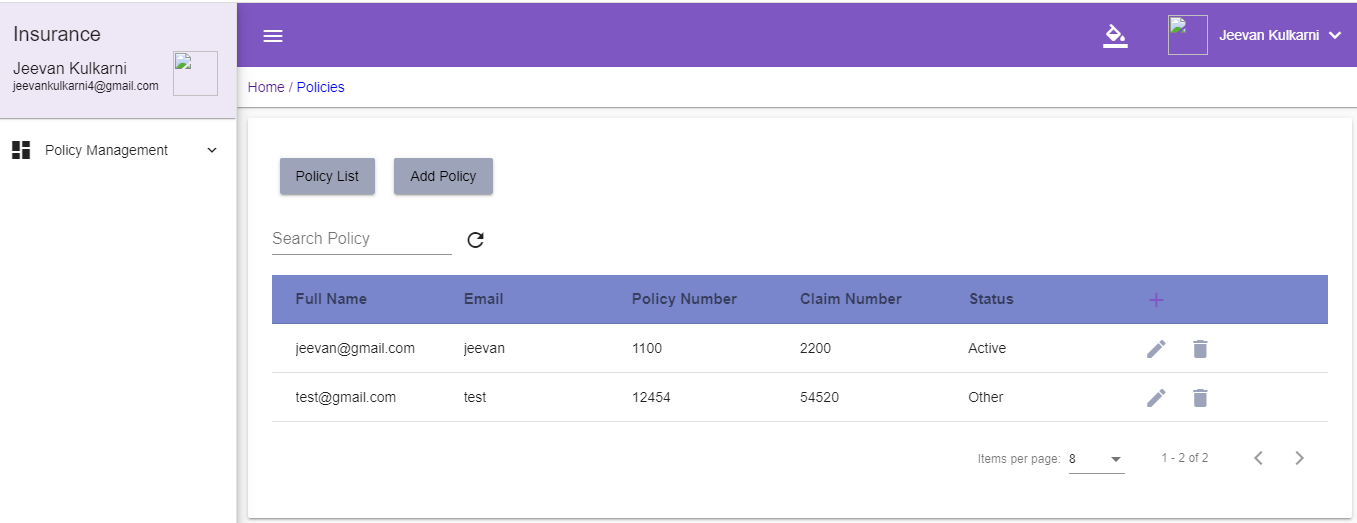 Insurance
Jeevan Kulkarni
jeevankulkarni4@gmail.com
Jeevan Kulkarni
Home / Policies
Policy Management
Policy List Add Policy
Search Policy
Full Name Email Policy Number Claim Number Status +
jeevan@gmail.com jeevan 1100 2200 Active
test@gmail.com test 12454 54520 Other
Items per page: 8 1 - 2 of 2